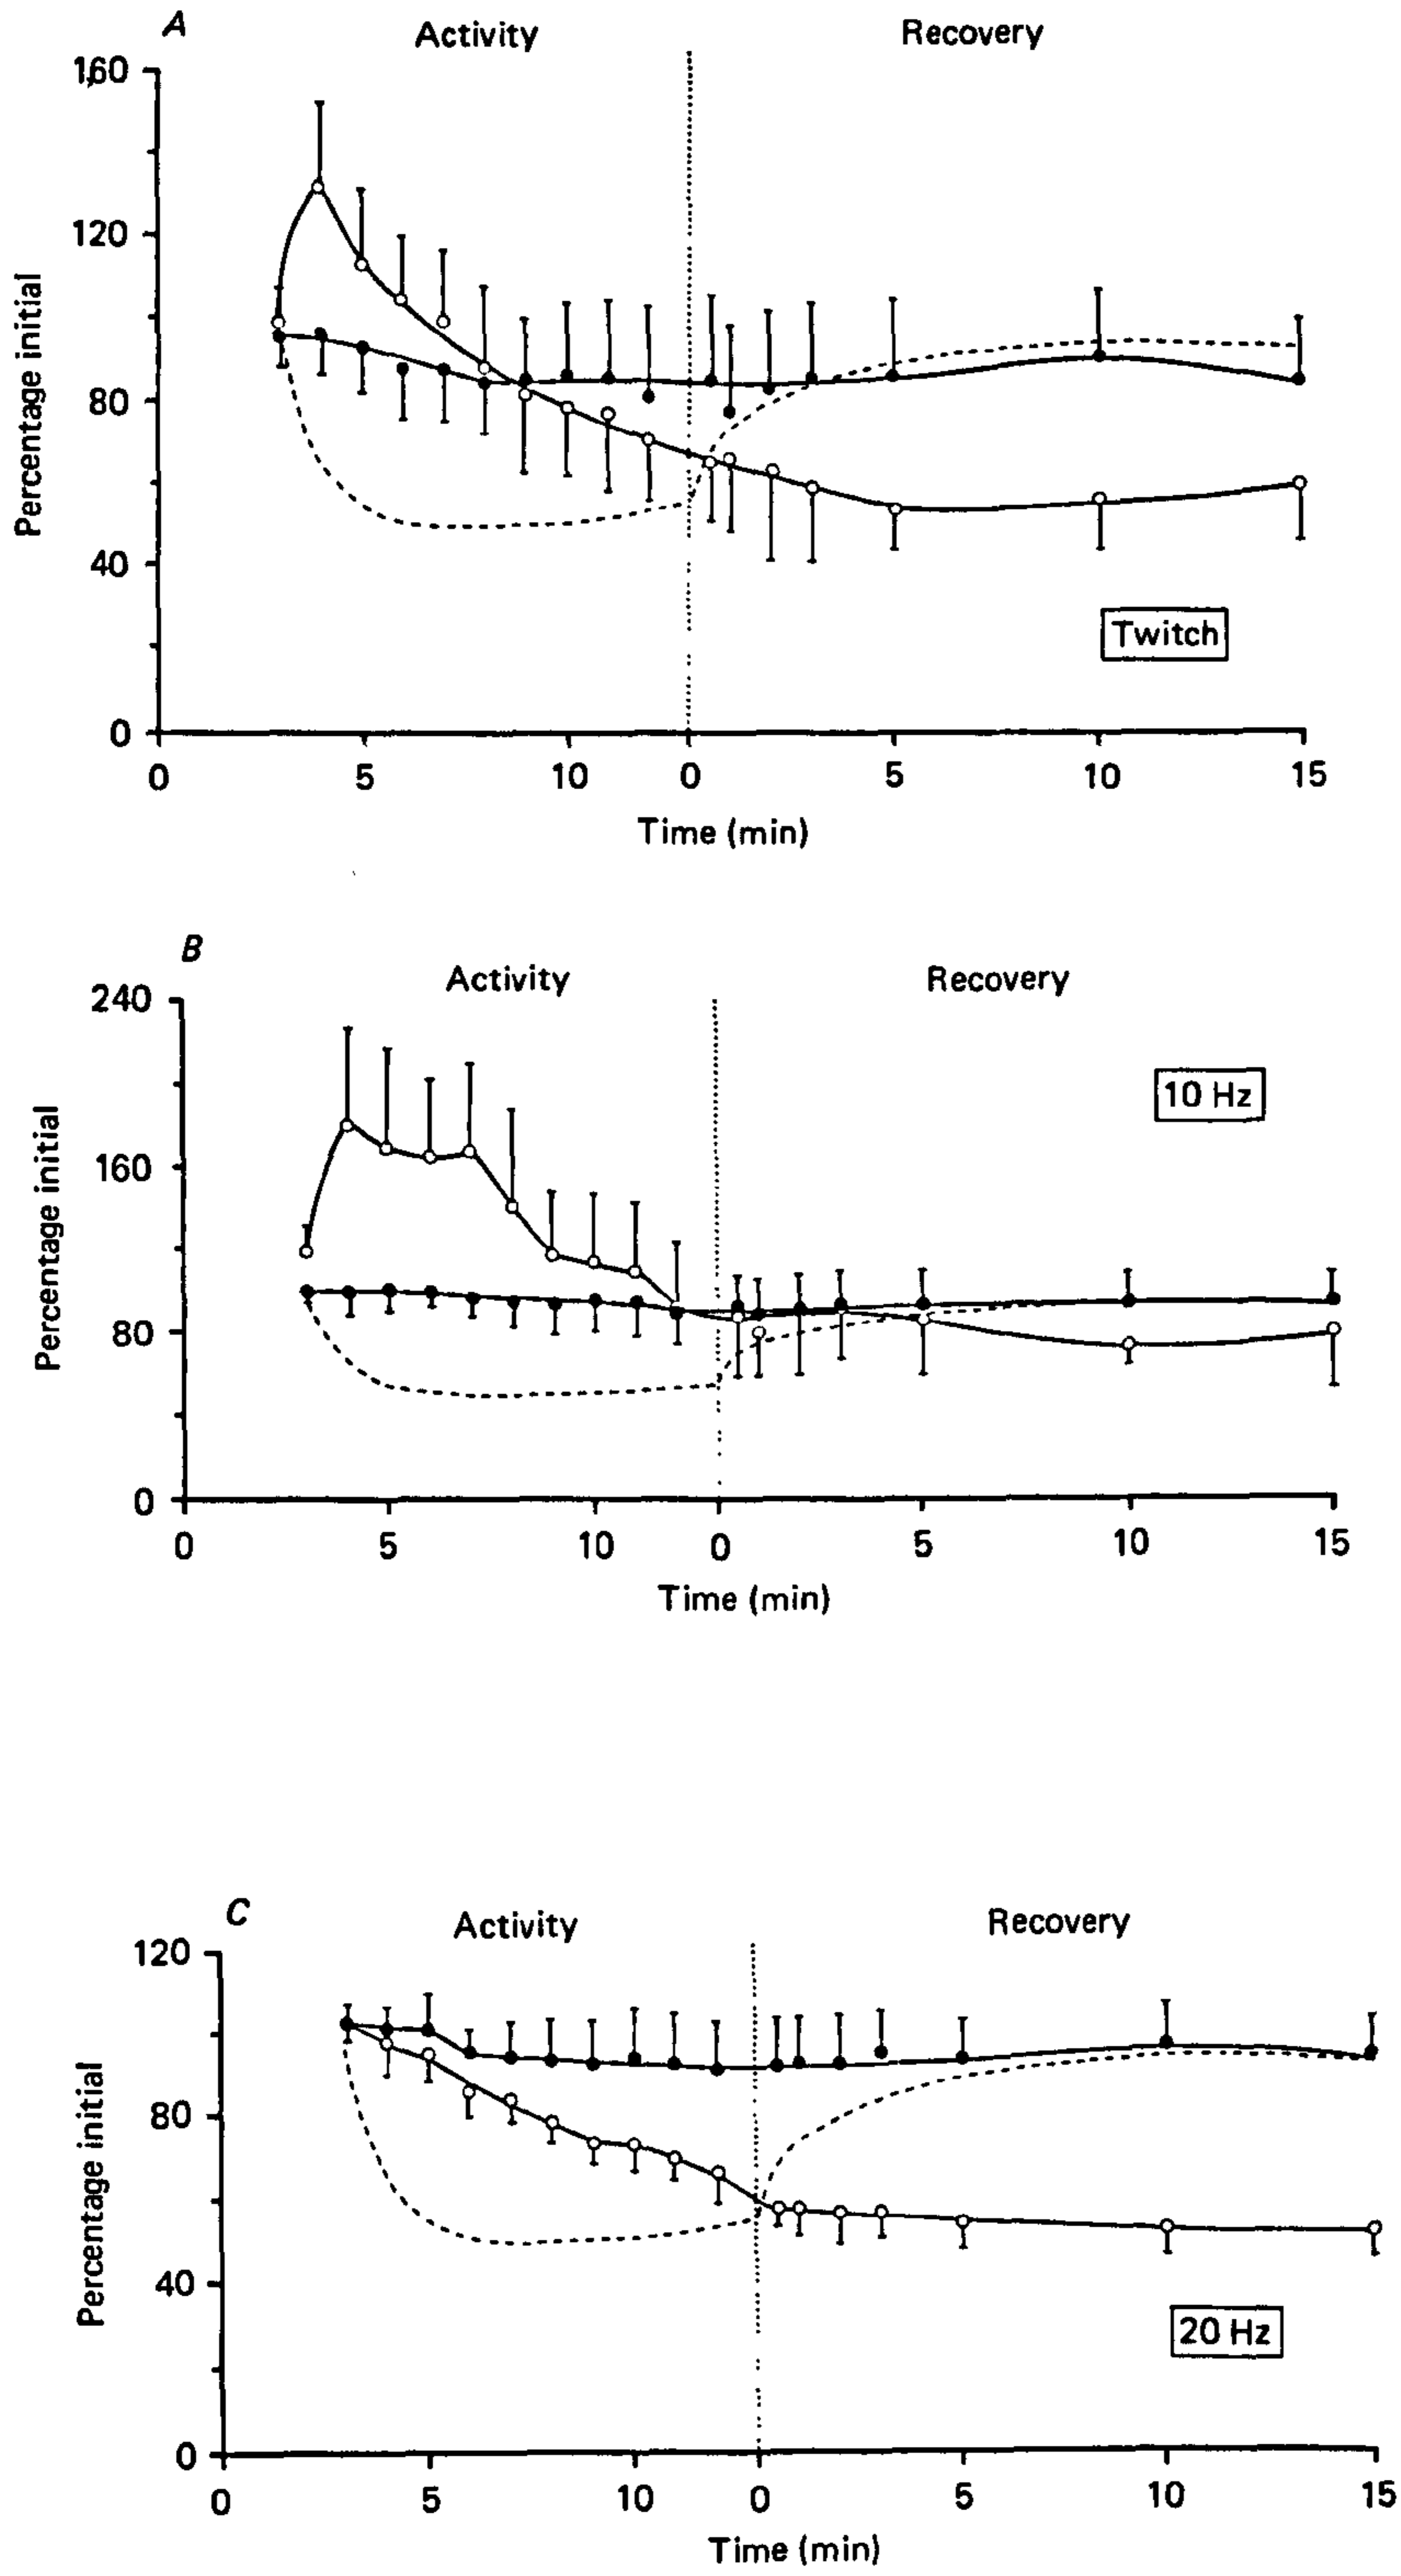 A
Activity Recovery
160
120
80
40
0
Percentage initial
Twitch
0 5 10 0 5 10 15
Time (min)
B
Activity Recovery
240
160
80
0
Percentage initial
10 Hz
0 5 10 0 5 10 15
Time (min)
C
Activity Recovery
120
80
40
0
Percentage initial
20 Hz
0 5 10 0 5 10 15
Time (min)